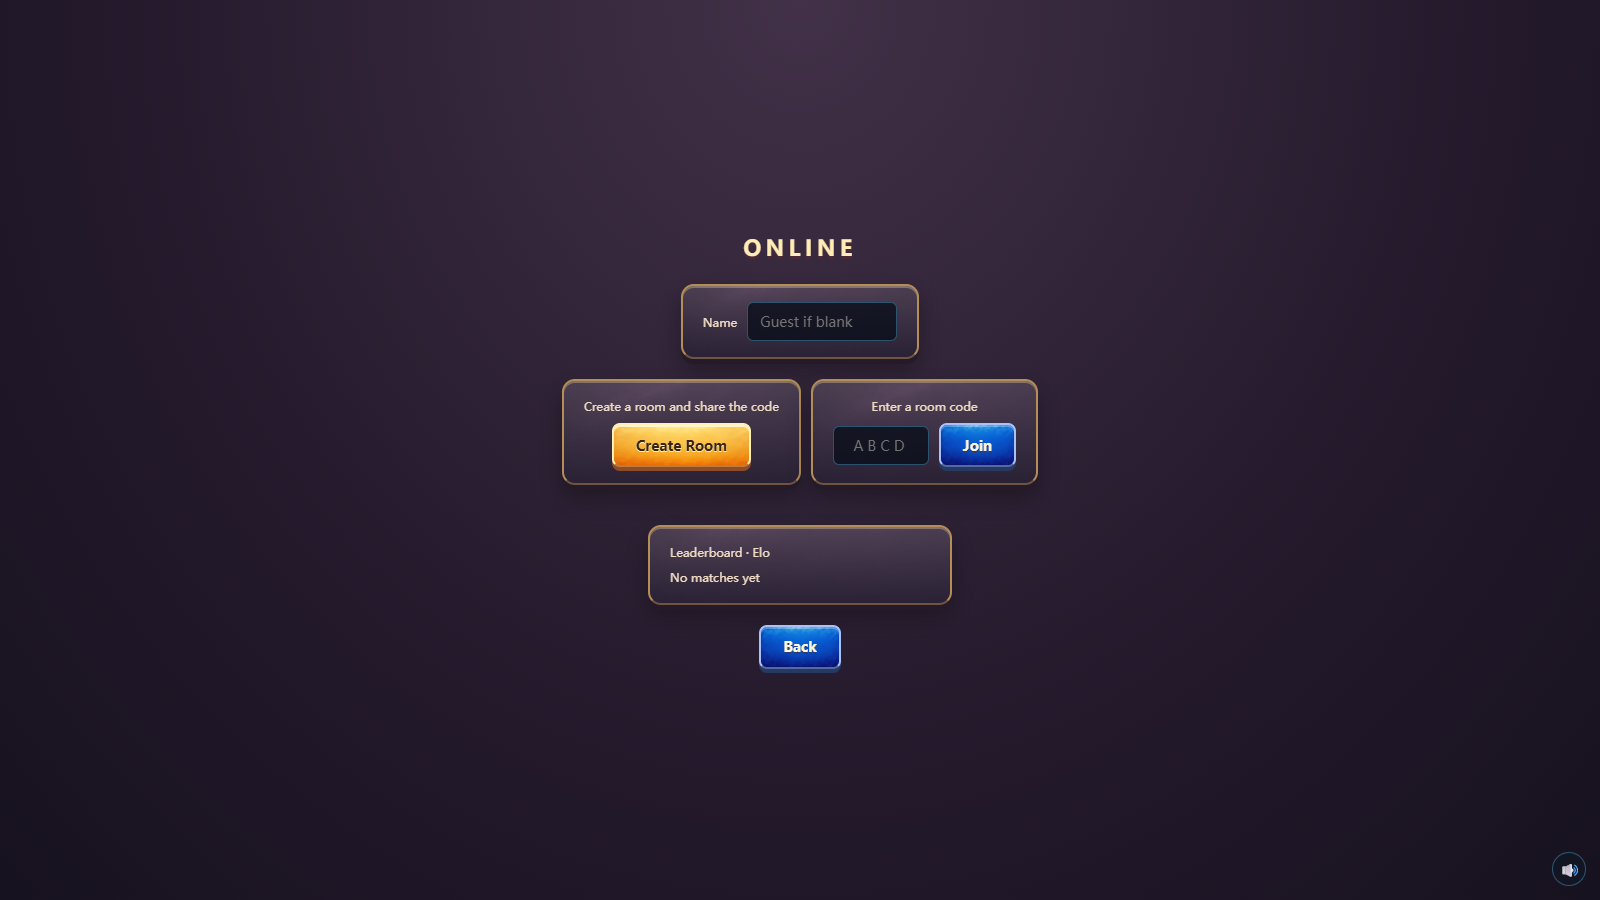 ONLINE
Name
Guest if blank
Create a room and share the code
Create Room
Enter a room code
ABCD
Join
Leaderboard · Elo
No matches yet
Back